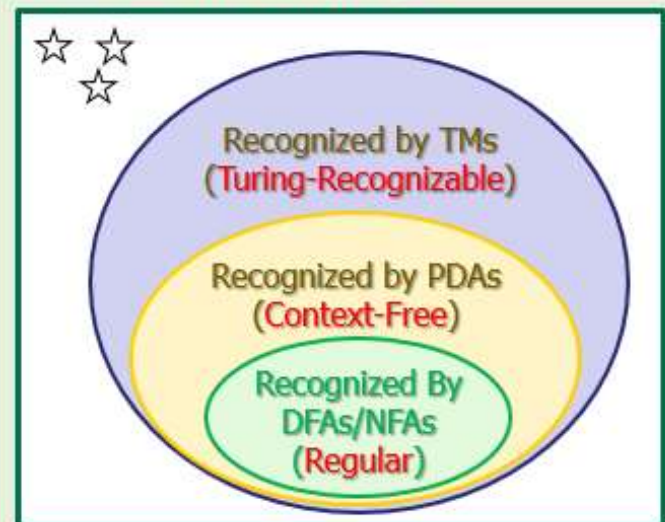 Recognized by TMs
(Turing-Recognizable)
Recognized by PDAs
(Context-Free)
Recognized By
DFAs/NFAs
(Regular)